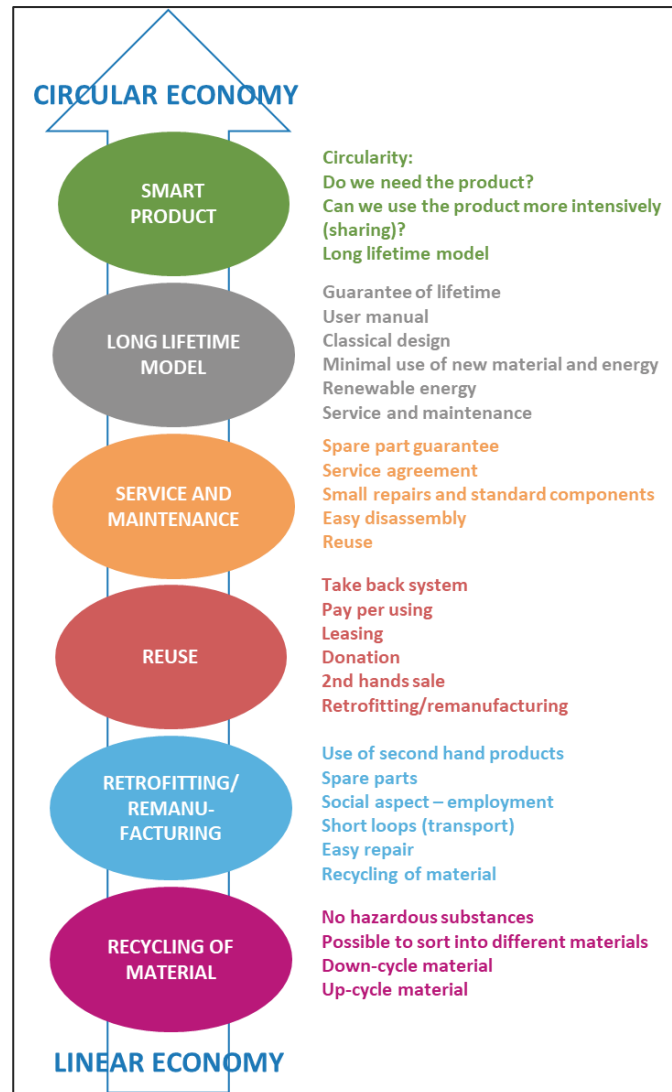 CIRCULAR ECONOMY
SMART
PRODUCT
Circularity:
Do we need the product?
Can we use the product more intensively
(sharing)?
Long lifetime model
LONG LIFETIME
MODEL
Guarantee of lifetime
User manual
Classical design
Minimal use of new material and energy
Renewable energy
Service and maintenance
SERVICE AND
MAINTENANCE
Spare part guarantee
Service agreement
Small repairs and standard components
Easy disassembly
Reuse
REUSE
Take back system
Pay per using
Leasing
Donation
2nd hands sale
Retrofitting/remanufacturing
RETROFITTING/
REMANU-
FACTURING
Use of second hand products
Spare parts
Social aspect – employment
Short loops (transport)
Easy repair
Recycling of material
RECYCLING OF
MATERIAL
No hazardous substances
Possible to sort into different materials
Down-cycle material
Up-cycle material
LINEAR ECONOMY